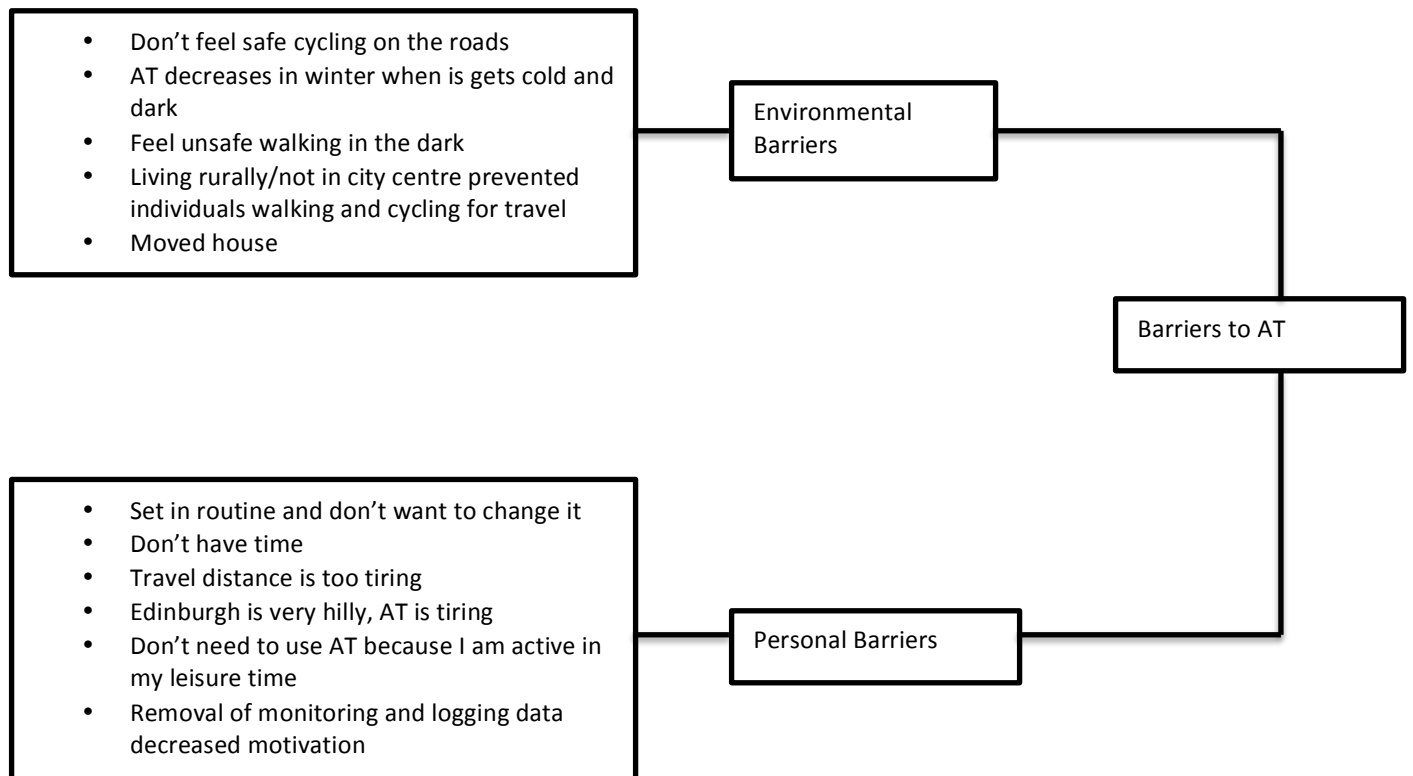 • Don’t feel safe cycling on the roads
• AT decreases in winter when is gets cold and
dark
• Feel unsafe walking in the dark
• Living rurally/not in city centre prevented
individuals walking and cycling for travel
• Moved house
Environmental
Barriers
Barriers to AT
• Set in routine and don’t want to change it
• Don’t have time
• Travel distance is too tiring
• Edinburgh is very hilly, AT is tiring
• Don’t need to use AT because I am active in
my leisure time
• Removal of monitoring and logging data
decreased motivation
Personal Barriers